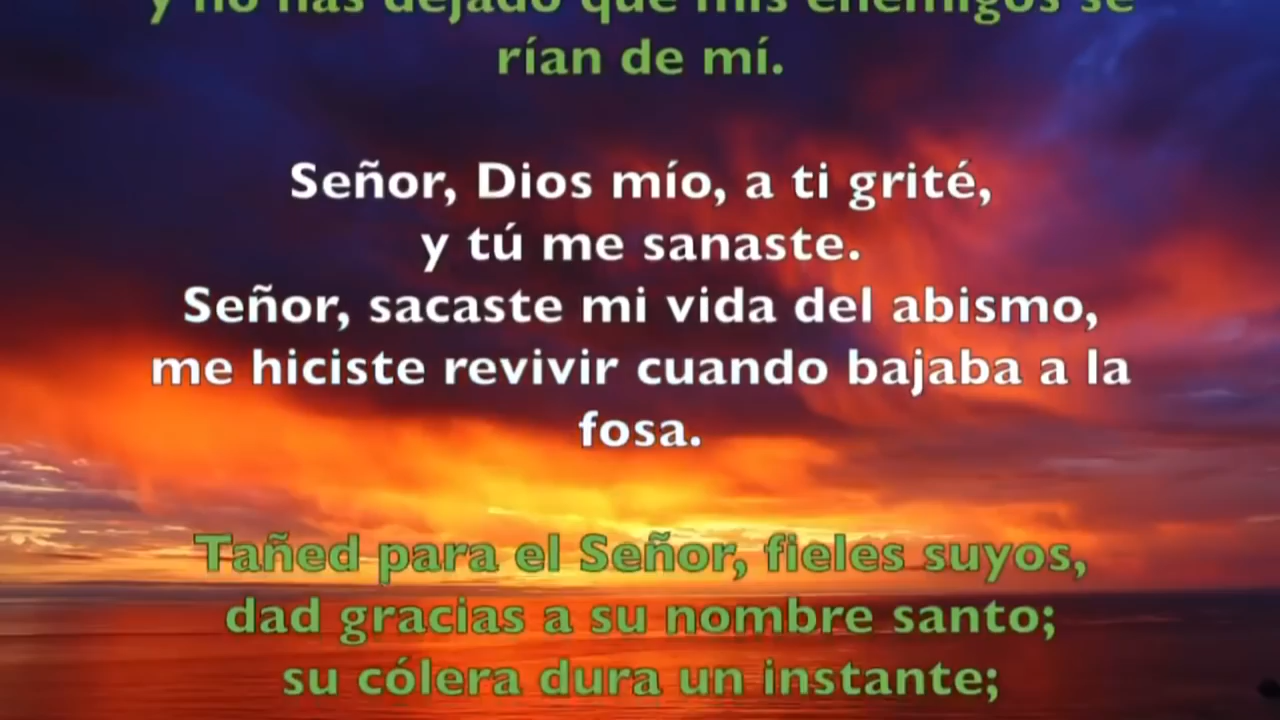 y no has dejado que mis enemigos se
rían de mí.
Señor, Dios mío, a ti grité,
y tú me sanaste.
Señor, sacaste mi vida del abismo,
me hiciste revivir cuando bajaba a la
fosa.
Tañed para el Señor, fieles suyos,
dad gracias a su nombre santo;
su cólera dura un instante;